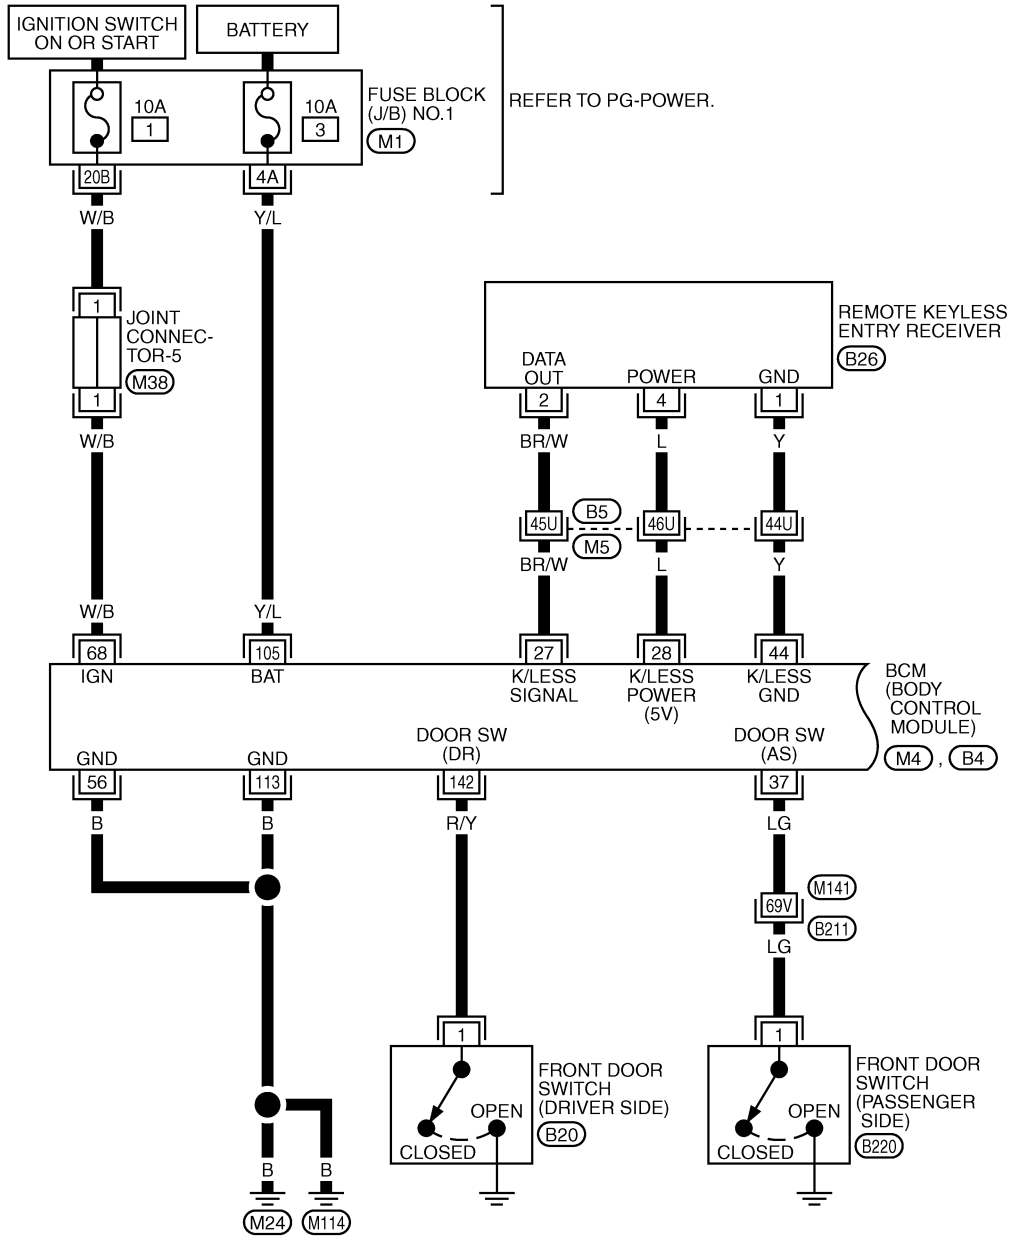 IGNITION SWITCH
ON OR START
BATTERY
10A
1
10A
3
FUSE BLOCK
(J/B) NO.1
M1
REFER TO PG-POWER.
20B
4A
W/B
Y/L
1
JOINT
CONNEC-
TOR-5
M38
1
W/B
REMOTE KEYLESS
ENTRY RECEIVER
B26
DATA
OUT
POWER
GND
2
4
1
BR/W
L
Y
45U
B5
M5
46U
44U
BR/W
L
Y
W/B
Y/L
68
105
27
28
44
IGN
BAT
K/LESS
SIGNAL
K/LESS
POWER
(5V)
K/LESS
GND
BCM
(BODY
CONTROL
MODULE)
M4 , B4
GND
GND
DOOR SW
(DR)
DOOR SW
(AS)
56
113
142
37
B
B
R/Y
LG
69V
M141
B211
LG
1
1
FRONT DOOR
SWITCH
(DRIVER SIDE)
B20
OPEN
CLOSED
FRONT DOOR
SWITCH
(PASSENGER
SIDE)
B220
OPEN
CLOSED
B
B
M24
M114